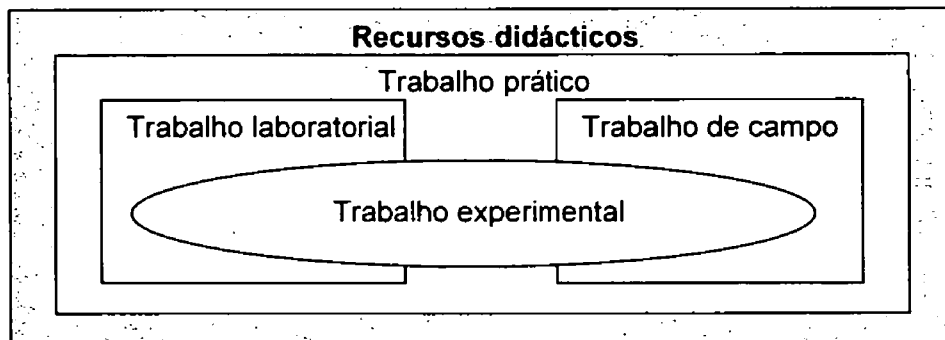 Recursos didácticos
Trabalho prático
Trabalho laboratorial
Trabalho de campo
Trabalho experimental